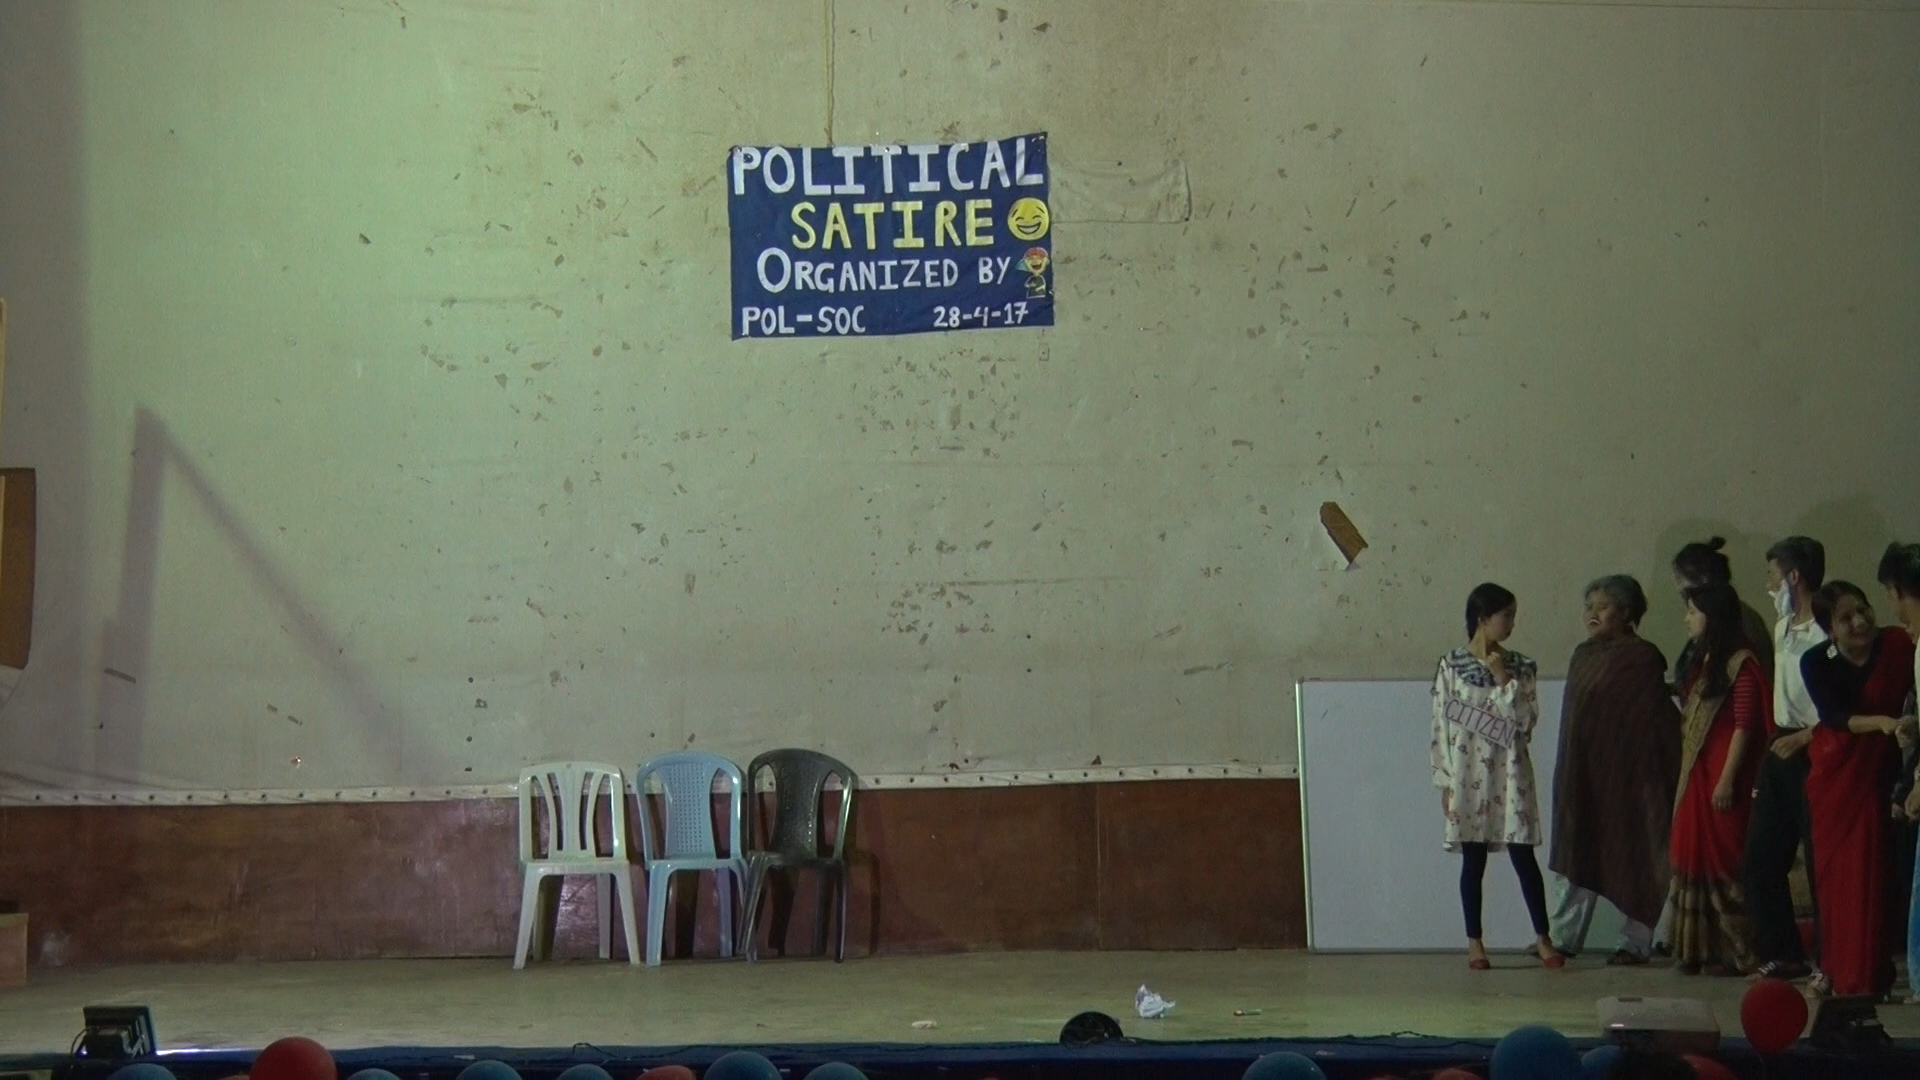 POLITICAL
SATIRE
ORGANIZED BY
POL-SOC 28-4-17
CITIZEN